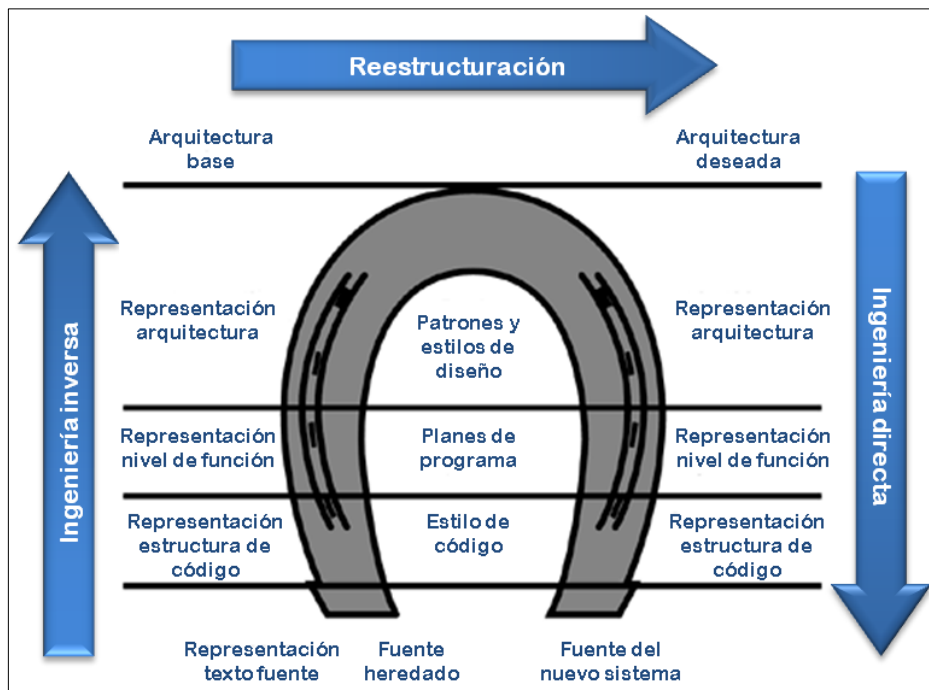 Reestructuración
Arquitectura
base
Arquitectura
deseada
Ingeniería inversa
Representación
arquitectura
Patrones y
estilos de
diseño
Representación
arquitectura
Ingeniería directa
Representación
nivel de función
Planes de
programa
Representación
nivel de función
Representación
estructura de
código
Estilo de
código
Representación
estructura de
código
Representación
texto fuente
Fuente
heredado
Fuente del
nuevo sistema